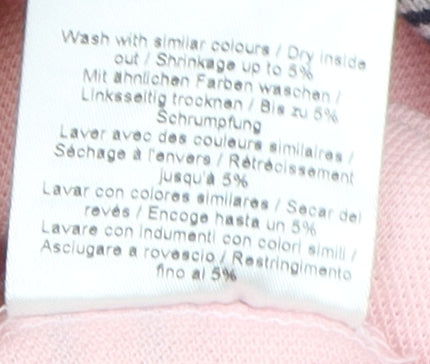 Wash with similar colours / Dry inside
out / Shrinkage up to 5%
Mit ähnlichen Farben waschen /
Linksseitig trocknen / Bis zu 5%
Schrumpfung
Laver avec des couleurs similaires /
Séchage à l'envers / Rétrécissement
jusqu'à 5%
Lavar con colores similares / Secar del
revés / Encoge hasta un 5%
Lavare con indumenti con colori simili /
Asciugare a rovescio / Restringimento
fino al 5%